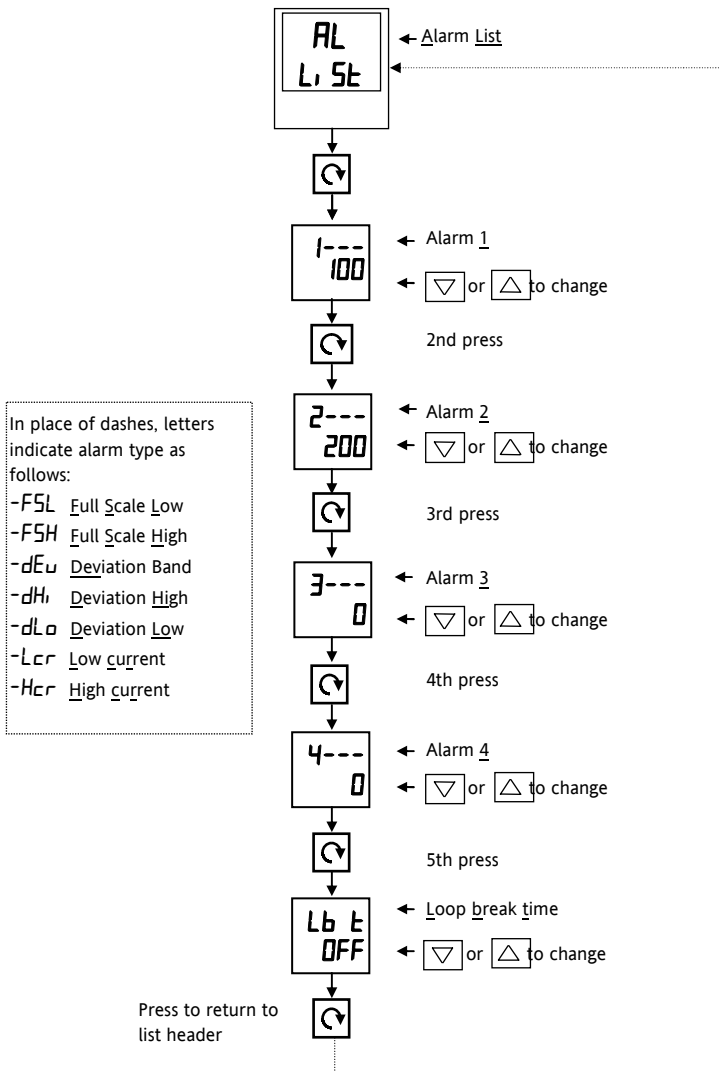 AL
Li St
Alarm List
1---
100
Alarm 1
or to change
2nd press
2---
200
Alarm 2
or to change
3rd press
In place of dashes, letters
indicate alarm type as
follows:
-FSL Full Scale Low
-FSH Full Scale High
-dEv Deviation Band
-dHi Deviation High
-dLo Deviation Low
-Lcr Low current
-Hcr High current
3---
0
Alarm 3
or to change
4th press
4---
0
Alarm 4
or to change
5th press
Lb t
OFF
Loop break time
or to change
Press to return to
list header